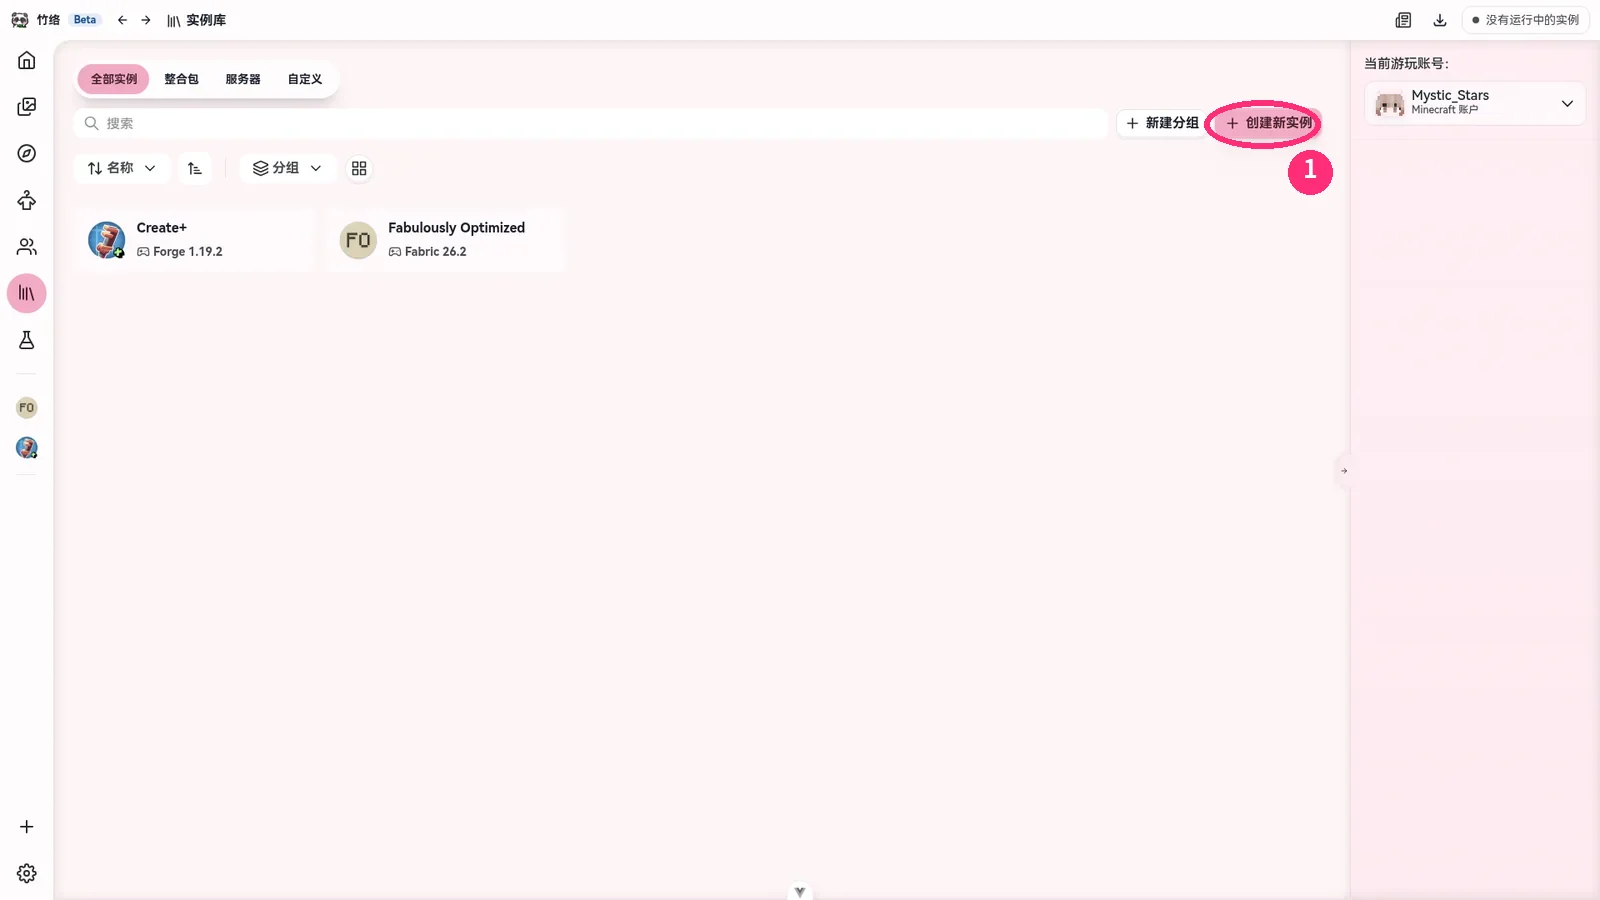 竹络 Beta 实例库
没有运行中的实例
当前游玩账号:
Mystic_Stars
Minecraft 账户
全部实例 整合包 服务器 自定义
搜索
新建分组 创建新实例
1
名称 分组
Create+
Forge 1.19.2
FO
Fabulously Optimized
Fabric 26.2
FO